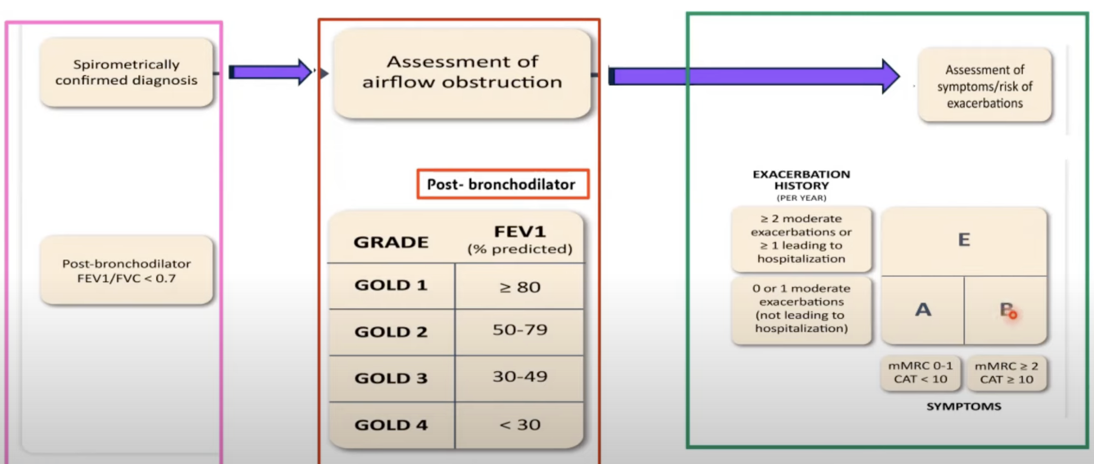 Spirometrically
confirmed diagnosis
Assessment of
airflow obstruction
Assessment of
symptoms/risk of
exacerbations
Post-bronchodilator
FEV1/FVC < 0.7
Post- bronchodilator
GRADE
FEV1
(% predicted)
GOLD 1
≥ 80
GOLD 2
50-79
GOLD 3
30-49
GOLD 4
< 30
EXACERBATION
HISTORY
(PER YEAR)
≥ 2 moderate
exacerbations or
≥ 1 leading to
hospitalization
0 or 1 moderate
exacerbations
(not leading to
hospitalization)
E
A
B
mMRC 0-1
CAT < 10
mMRC ≥ 2
CAT ≥ 10
SYMPTOMS